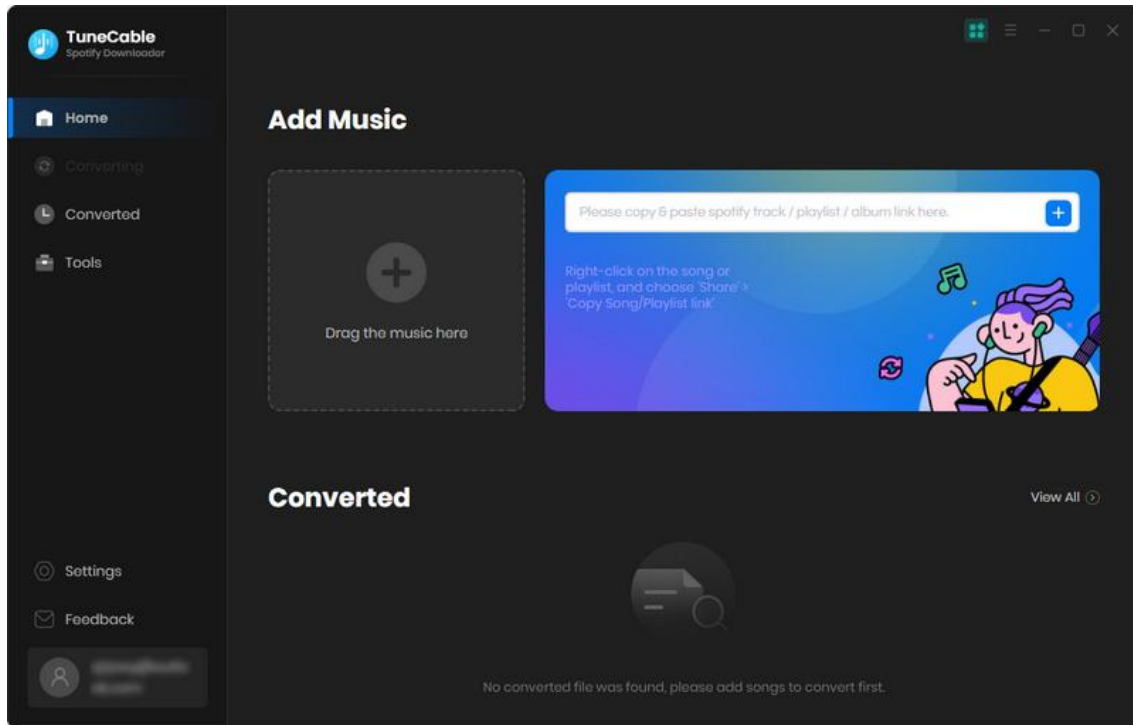 TuneCable
Spotify Downloader
Home
Converting
Converted
Tools
Settings
Feedback
Add Music
Drag the music here
Please copy & paste spotify track / playlist / album link here.
Right-click on the song or
playlist, and choose 'Share' >
'Copy Song/Playlist link'.
Converted
View All
No converted file was found, please add songs to convert first.